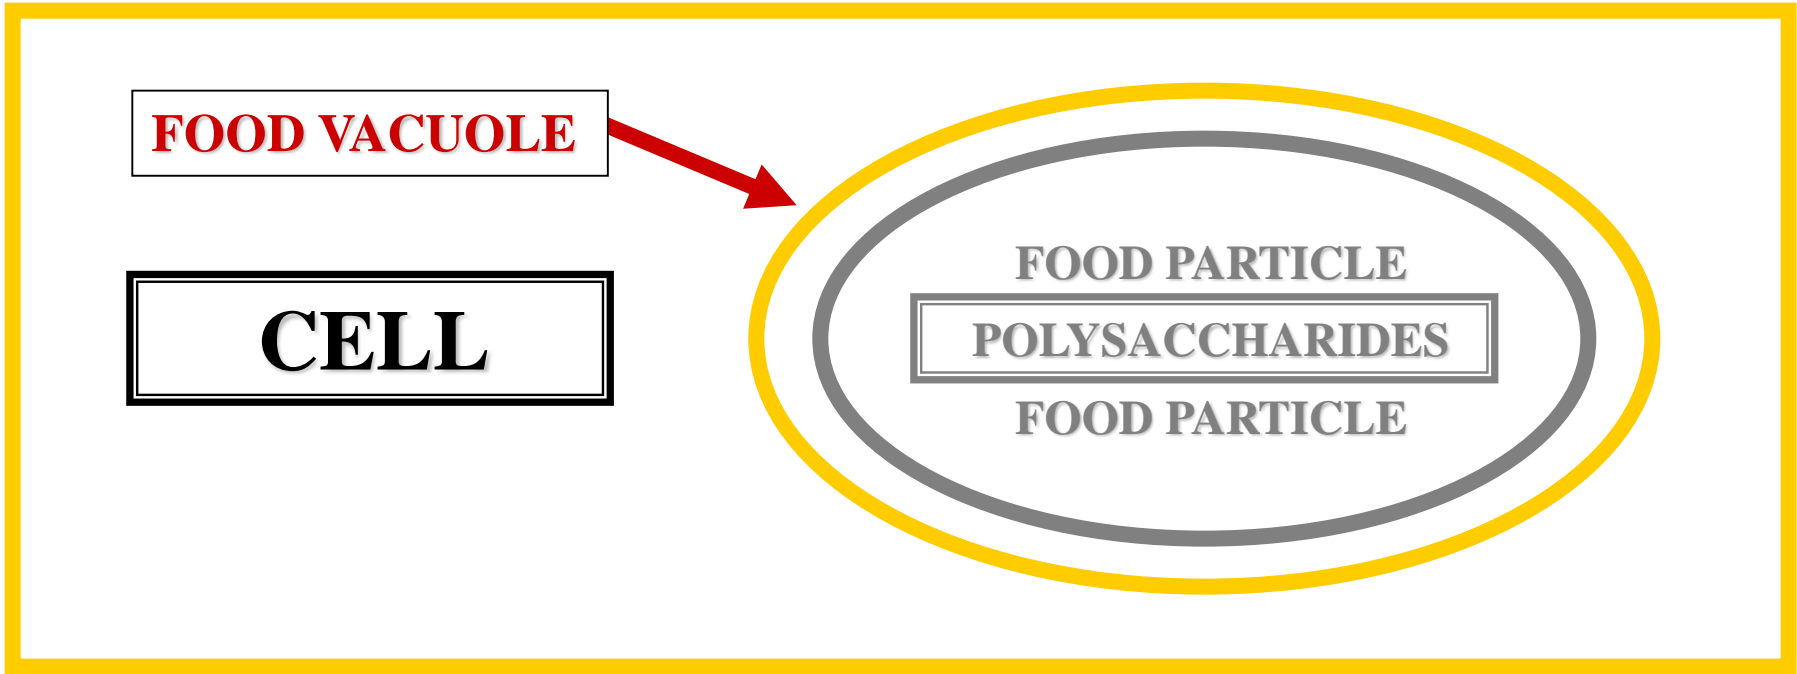 FOOD VACUOLE
CELL
FOOD PARTICLE
POLYSACCHARIDES
FOOD PARTICLE